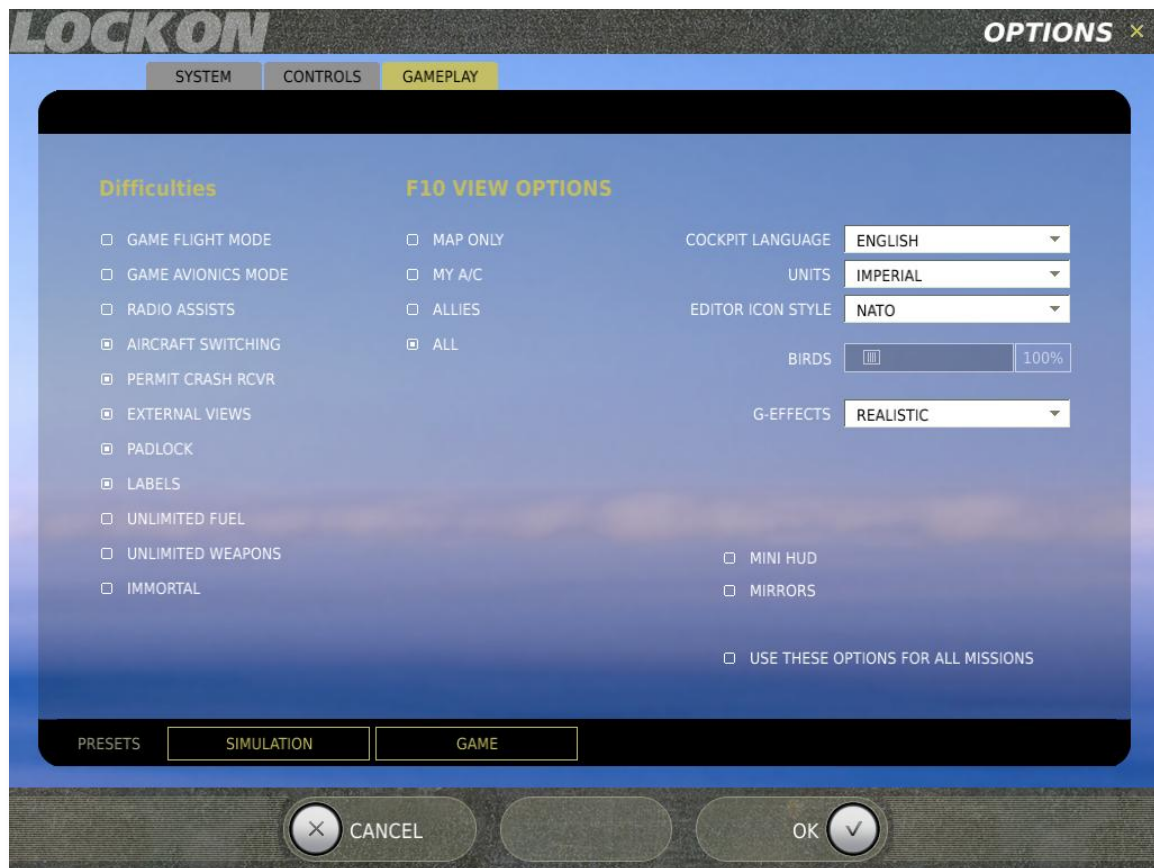 LOCKON
OPTIONS
SYSTEM CONTROLS GAMEPLAY
Difficulties
GAME FLIGHT MODE
GAME AVIONICS MODE
RADIO ASSISTS
AIRCRAFT SWITCHING
PERMIT CRASH RCVR
EXTERNAL VIEWS
PADLOCK
LABELS
UNLIMITED FUEL
UNLIMITED WEAPONS
IMMORTAL
F10 VIEW OPTIONS
MAP ONLY
MY A/C
ALLIES
ALL
COCKPIT LANGUAGE ENGLISH
UNITS IMPERIAL
EDITOR ICON STYLE NATO
BIRDS 100%
G-EFFECTS REALISTIC
MINI HUD
MIRRORS
USE THESE OPTIONS FOR ALL MISSIONS
PRESETS SIMULATION GAME
CANCEL OK